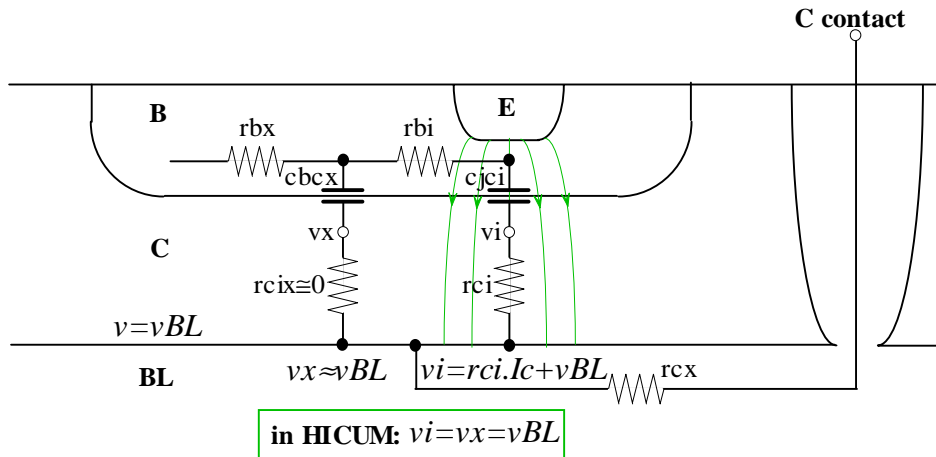 C contact
B
E
rbx
rbi
cbcx
cjci
vx
vi
C
rcix≅0
rci
v=vBL
BL
vx≈vBL
vi=rci.Ic+vBL
rcx
in HICUM: vi=vx=vBL